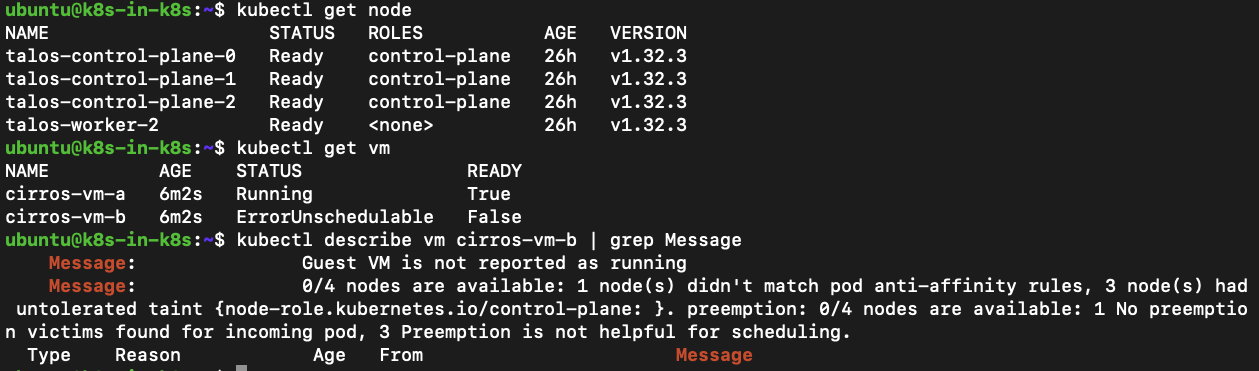 ubuntu@k8s-in-k8s:~$ kubectl get node
NAME                    STATUS   ROLES           AGE   VERSION
talos-control-plane-0   Ready    control-plane   26h   v1.32.3
talos-control-plane-1   Ready    control-plane   26h   v1.32.3
talos-control-plane-2   Ready    control-plane   26h   v1.32.3
talos-worker-2          Ready    <none>          26h   v1.32.3
ubuntu@k8s-in-k8s:~$ kubectl get vm
NAME          AGE    STATUS               READY
cirros-vm-a   6m2s   Running              True
cirros-vm-b   6m2s   ErrorUnschedulable   False
ubuntu@k8s-in-k8s:~$ kubectl describe vm cirros-vm-b | grep Message
    Message:               Guest VM is not reported as running
    Message:               0/4 nodes are available: 1 node(s) didn't match pod anti-affinity rules, 3 node(s) had
 untolerated taint {node-role.kubernetes.io/control-plane: }. preemption: 0/4 nodes are available: 1 No preemptio
n victims found for incoming pod, 3 Preemption is not helpful for scheduling.
  Type    Reason               Age   From                       Message